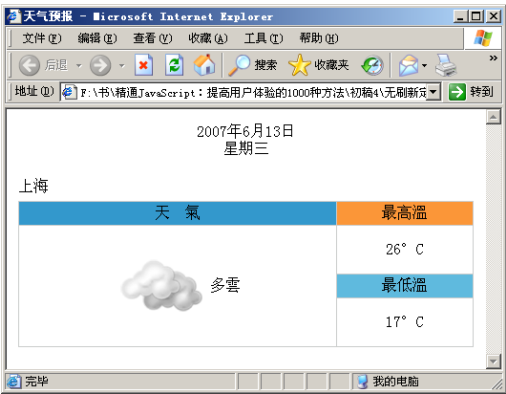 天气预报 - Microsoft Internet Explorer
文件(F) 编辑(E) 查看(V) 收藏(A) 工具(T) 帮助(H)
后退 搜索 收藏夹 »
地址(D) F:\书\精通JavaScript：提高用户体验的1000种方法\初稿4\无刷新 转到
2007年6月13日
星期三
上海
天 氣 最高溫
26° C
多雲 最低溫
17° C
完毕 我的电脑